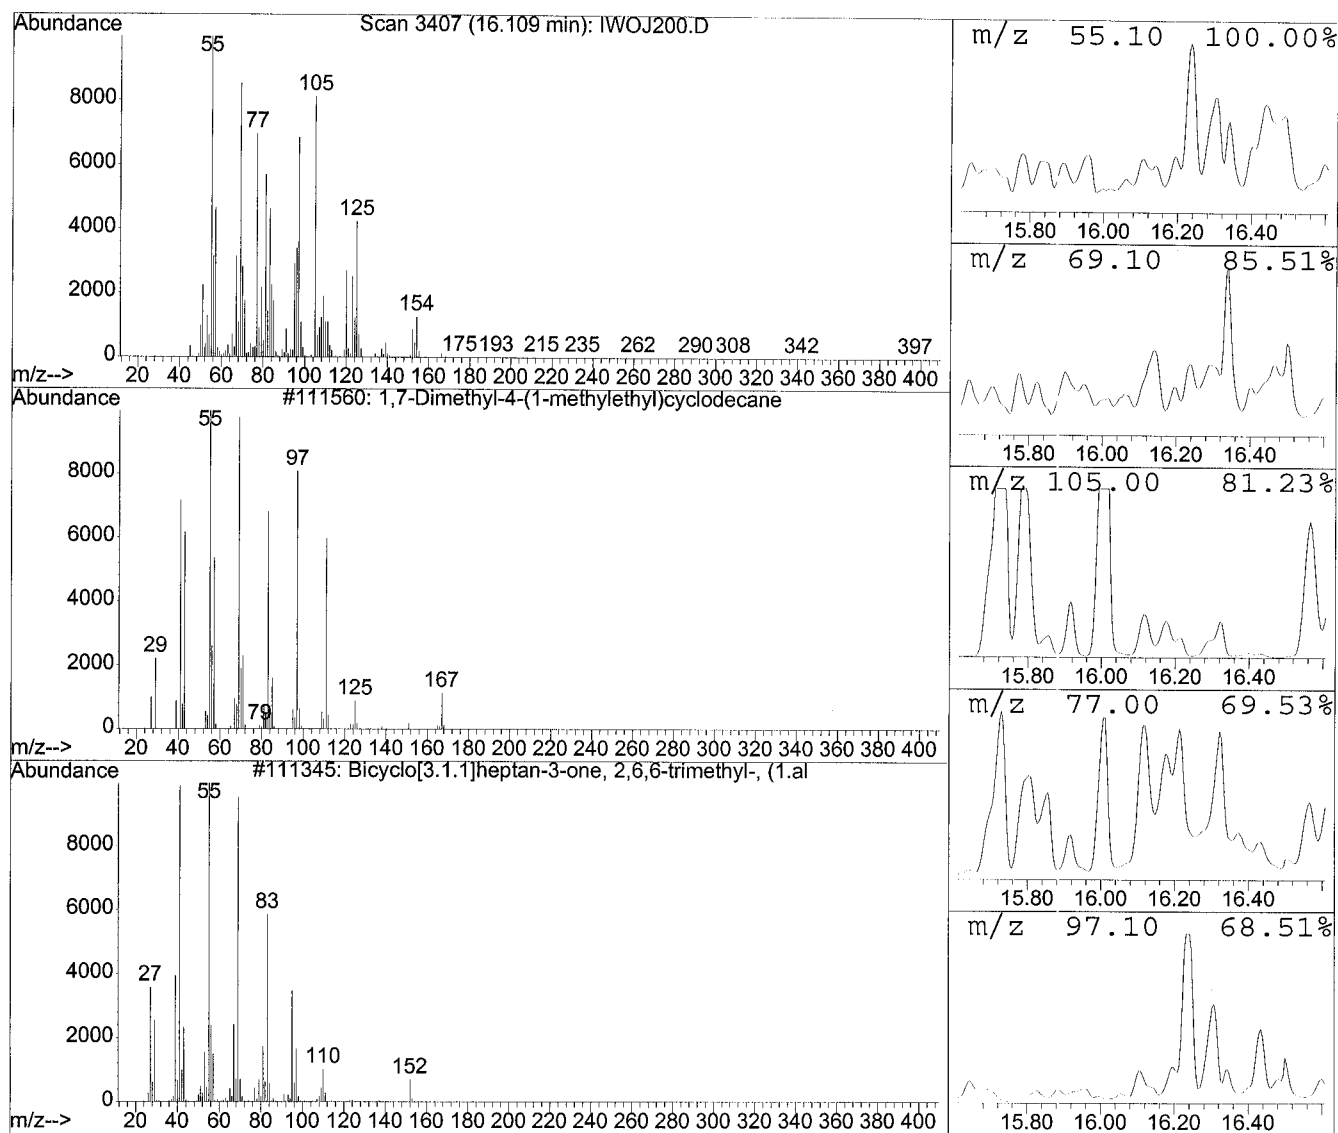 Abundance Scan 3407 (16.109 min): IWOJ200.D
55
105
8000
77
6000
125
4000
2000
154
175 193 215 235 262 290 308 342 397
0
m/z--> 20 40 60 80 100 120 140 160 180 200 220 240 260 280 300 320 340 360 380 400
Abundance #111560: 1,7-Dimethyl-4-(1-methylethyl)cyclodecane
55
97
8000
6000
4000
29
2000
167
125
79
0
m/z--> 20 40 60 80 100 120 140 160 180 200 220 240 260 280 300 320 340 360 380 400
Abundance #111345: Bicyclo[3.1.1]heptan-3-one, 2,6,6-trimethyl-, (1.al
55
8000
83
6000
27
4000
2000
110
152
0
m/z--> 20 40 60 80 100 120 140 160 180 200 220 240 260 280 300 320 340 360 380 400
m/z 55.10 100.00%
15.80 16.00 16.20 16.40
m/z 69.10 85.51%
15.80 16.00 16.20 16.40
m/z 105.00 81.23%
15.80 16.00 16.20 16.40
m/z 77.00 69.53%
15.80 16.00 16.20 16.40
m/z 97.10 68.51%
15.80 16.00 16.20 16.40